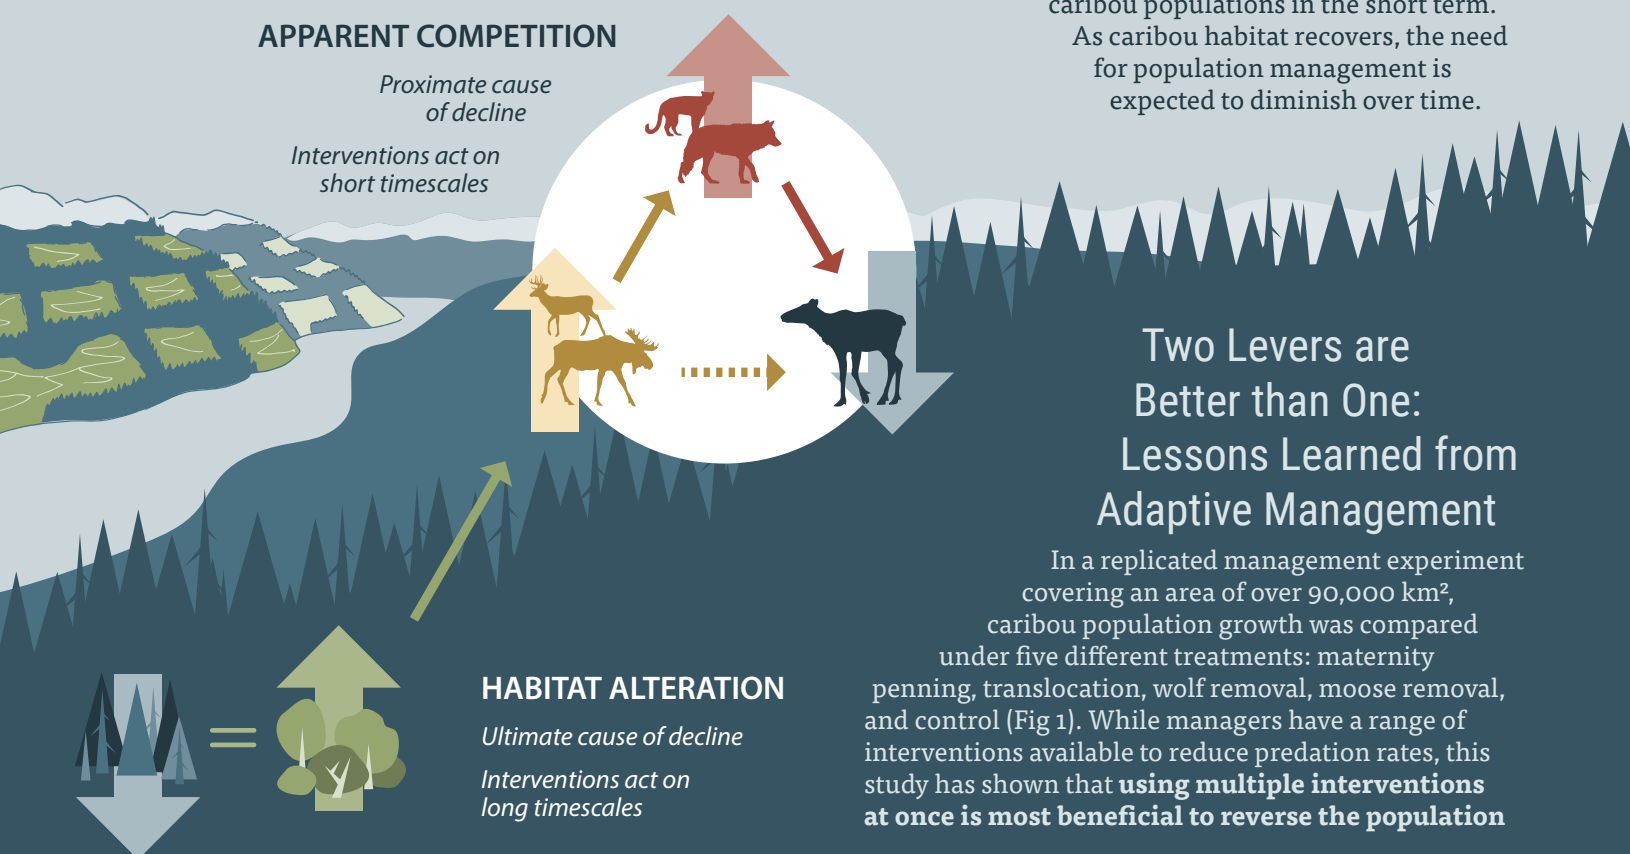 APPARENT COMPETITION
Proximate cause
of decline
Interventions act on
short timescales
caribou populations in the short term.
As caribou habitat recovers, the need
for population management is
expected to diminish over time.
Two Levers are
Better than One:
Lessons Learned from
Adaptive Management
In a replicated management experiment
covering an area of over 90,000 km²,
caribou population growth was compared
under five different treatments: maternity
penning, translocation, wolf removal, moose removal,
and control (Fig 1). While managers have a range of
interventions available to reduce predation rates, this
study has shown that using multiple interventions
at once is most beneficial to reverse the population
HABITAT ALTERATION
Ultimate cause of decline
Interventions act on
long timescales